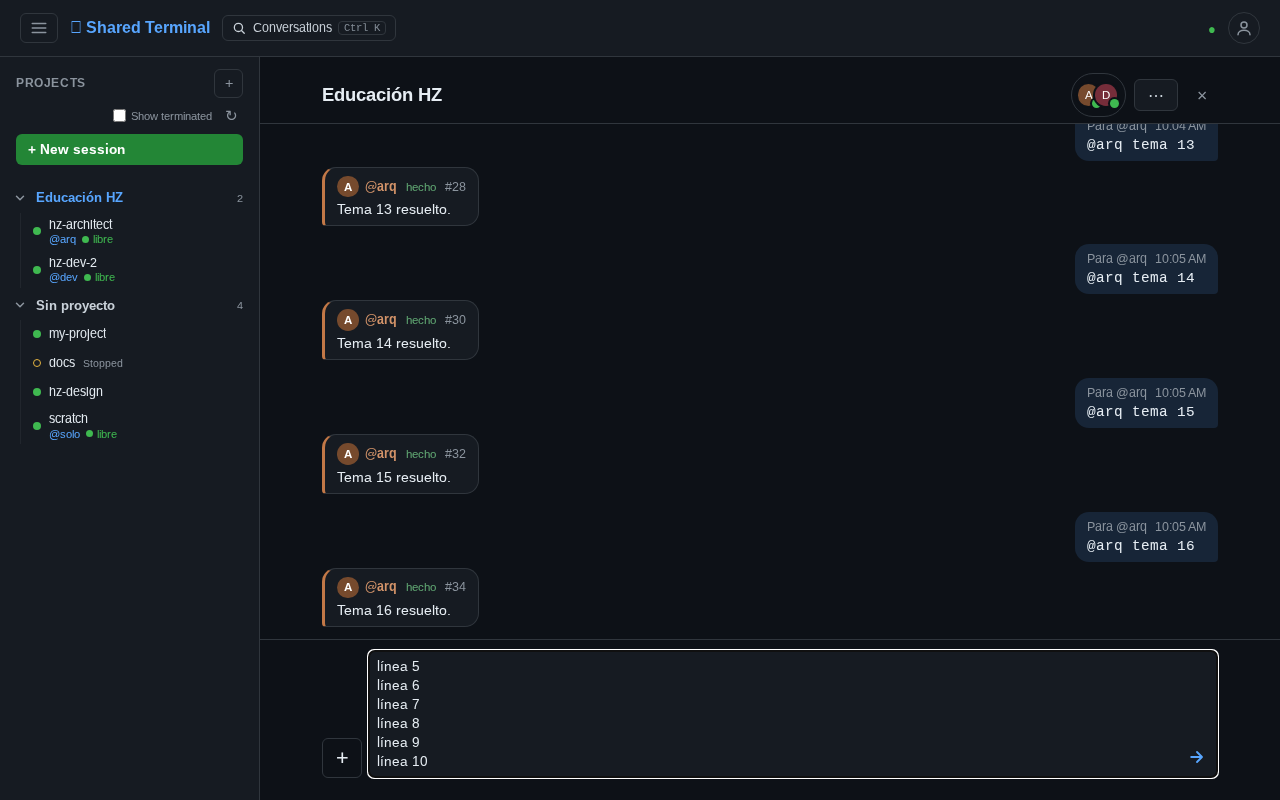 Shared Terminal
Conversations Ctrl K
PROJECTS
+
Show terminated ↻
+ New session
Educación HZ 2
hz-architect
@arq libre
hz-dev-2
@dev libre
Sin proyecto 4
my-project
docs Stopped
hz-design
scratch
@solo libre
Educación HZ
A D ⋯ ×
Para @arq 10:04 AM
@arq tema 13
A @arq hecho #28
Tema 13 resuelto.
Para @arq 10:05 AM
@arq tema 14
A @arq hecho #30
Tema 14 resuelto.
Para @arq 10:05 AM
@arq tema 15
A @arq hecho #32
Tema 15 resuelto.
Para @arq 10:05 AM
@arq tema 16
A @arq hecho #34
Tema 16 resuelto.
línea 5
línea 6
línea 7
línea 8
línea 9
línea 10
+